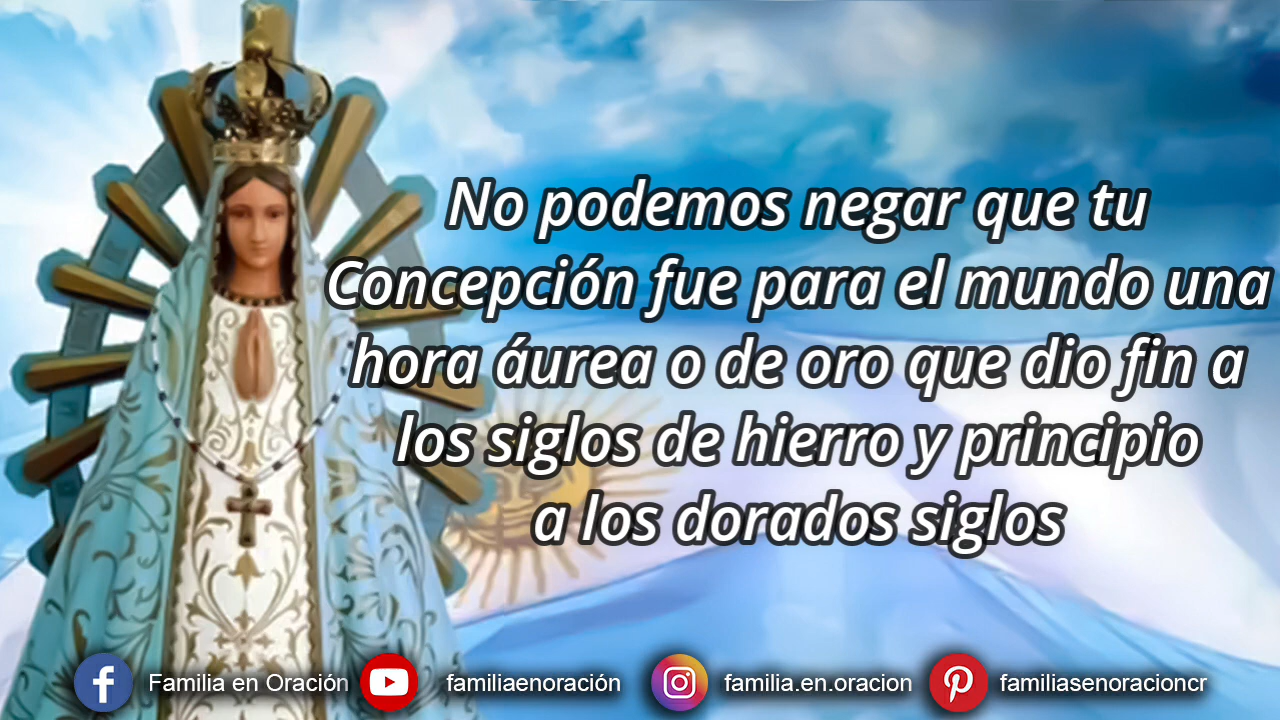 No podemos negar que tu
Concepción fue para el mundo una
hora áurea o de oro que dio fin a
los siglos de hierro y principio
a los dorados siglos
Familia en Oración
familiaenoración
familia.en.oracion
familiasenoracioncr